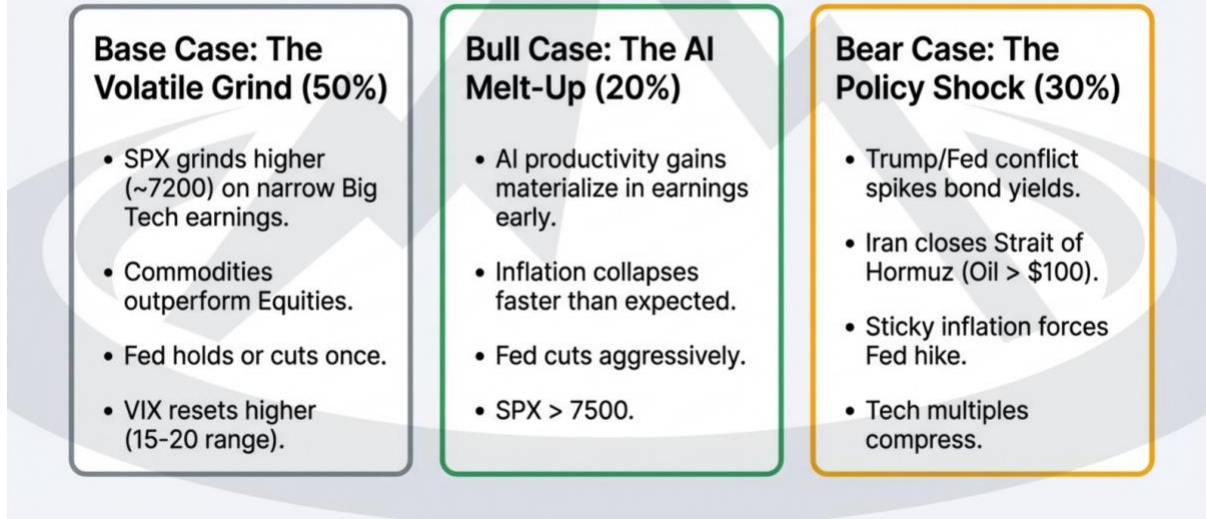 Base Case: The
Volatile Grind (50%)
• SPX grinds higher
(~7200) on narrow Big
Tech earnings.
• Commodities
outperform Equities.
• Fed holds or cuts once.
• VIX resets higher
(15-20 range).
Bull Case: The AI
Melt-Up (20%)
• AI productivity gains
materialize in earnings
early.
• Inflation collapses
faster than expected.
• Fed cuts aggressively.
• SPX > 7500.
Bear Case: The
Policy Shock (30%)
• Trump/Fed conflict
spikes bond yields.
• Iran closes Strait of
Hormuz (Oil > $100).
• Sticky inflation forces
Fed hike.
• Tech multiples
compress.